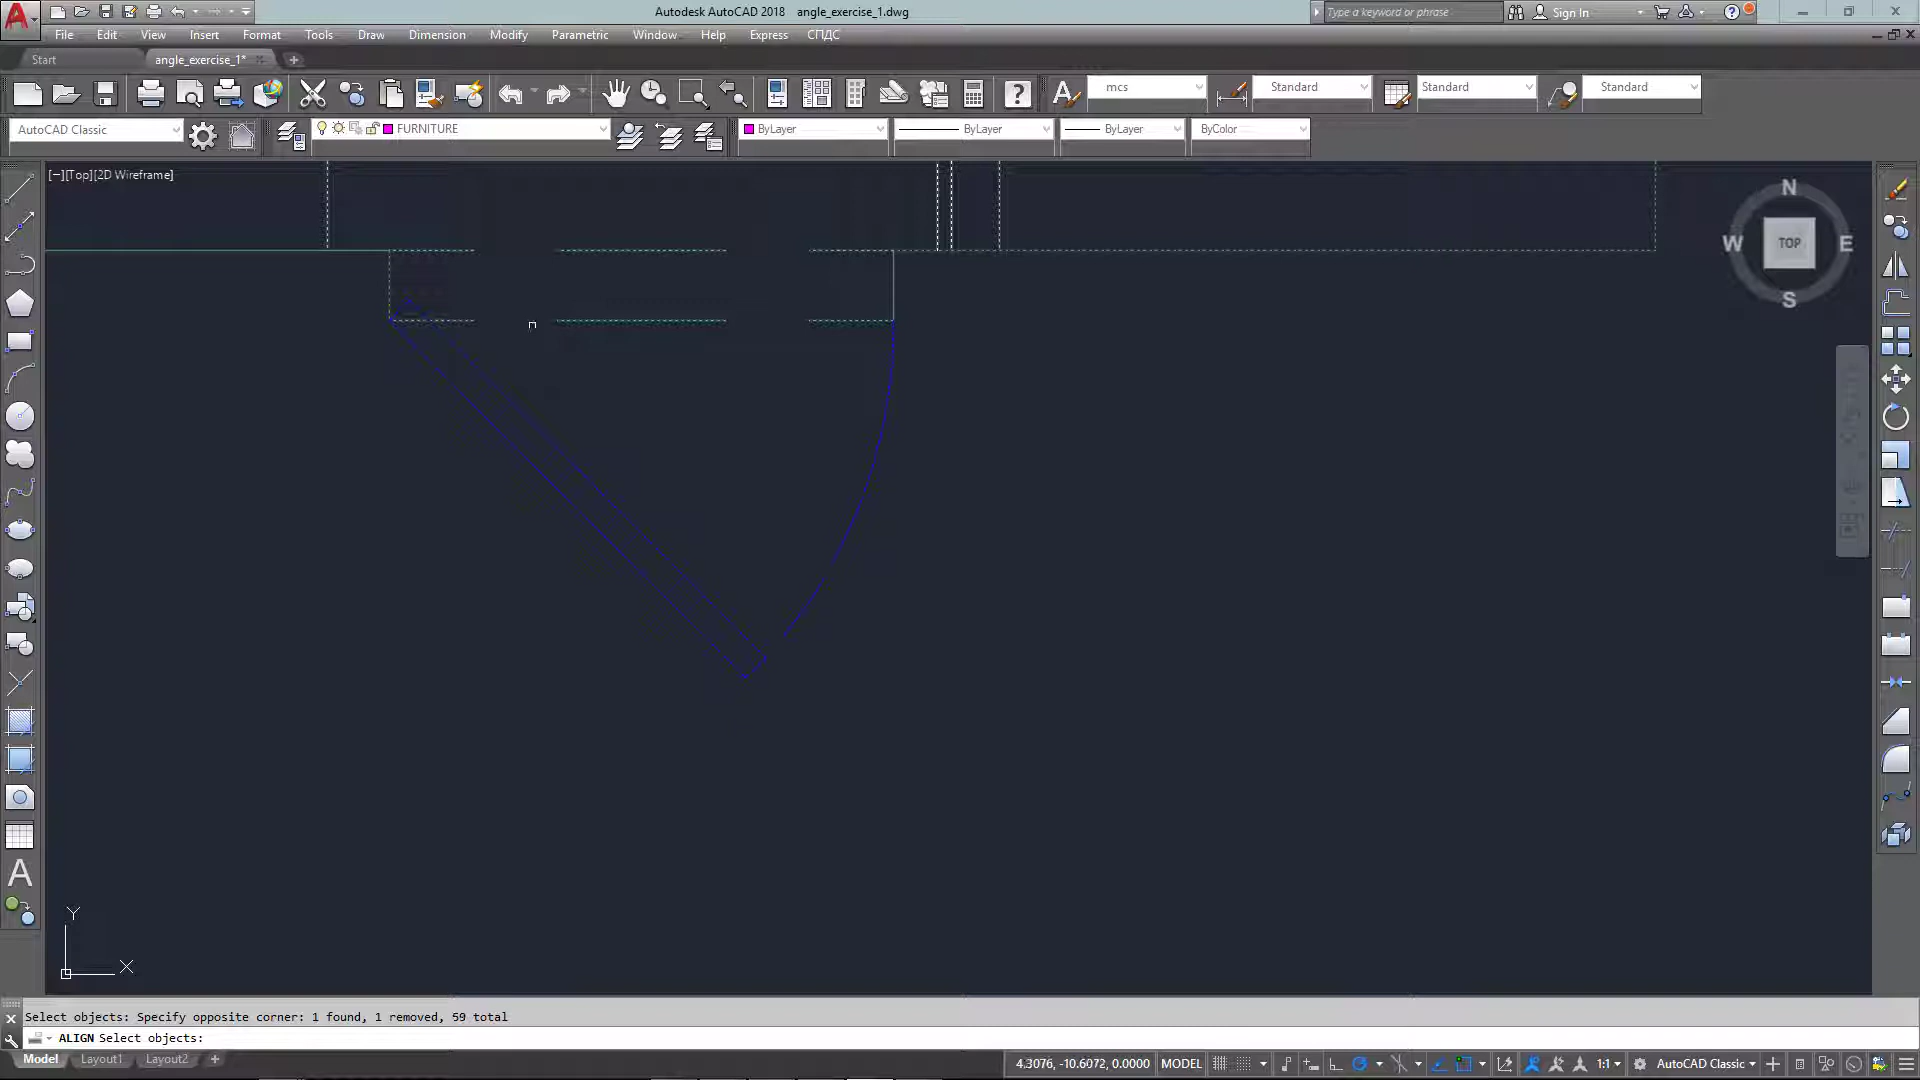 Autodesk AutoCAD 2018 angle_exercise_1.dwg
Type a keyword or phrase
Sign In
File Edit View Insert Format Tools Draw Dimension Modify Parametric Window Help Express СПДС
Start
angle_exercise_1*
mcs
Standard
Standard
Standard
AutoCAD Classic
FURNITURE
ByLayer
ByLayer
ByLayer
ByColor
[−][Top][2D Wireframe]
N
W
TOP
E
S
Y
X
Select objects: Specify opposite corner: 1 found, 1 removed, 59 total
ALIGN Select objects:
Model Layout1 Layout2 +
4.3076, -10.6072, 0.0000 MODEL
1:1
AutoCAD Classic